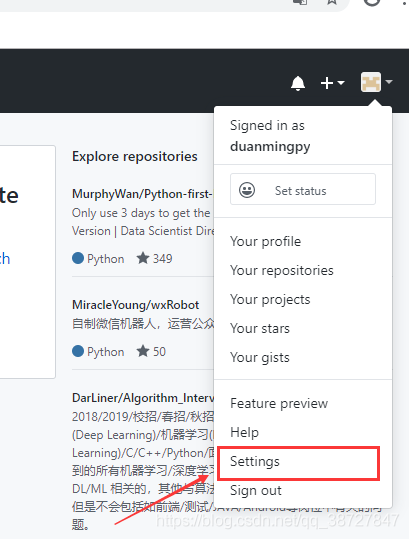 te
ch
Explore repositories
MurphyWan/Python-first-
Only use 3 days to get the
Version | Data Scientist Dire
Python 349
MiracleYoung/wxRobot
自制微信机器人，运营公众
Python 50
DarLiner/Algorithm_Interv
2018/2019/校招/春招/秋招
(Deep Learning)/机器学习(
Learning)/C/C++/Python/面
到的所有机器学习/深度学习
DL/ML 相关的，其他与算法
但是不会包括如前端/测试/JAVA/Android等岗位中有关的问
题。
Signed in as
duanmingpy
Set status
Your profile
Your repositories
Your projects
Your stars
Your gists
Feature preview
Help
Settings
Sign out
https://blog.csdn.net/qq_38727847